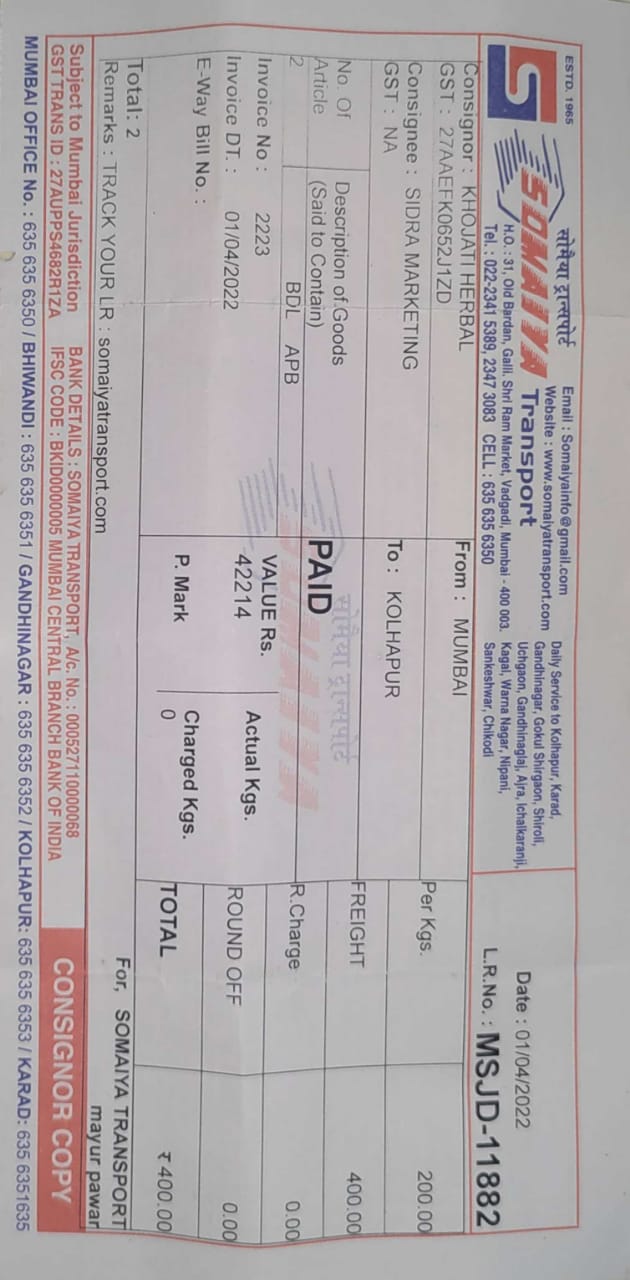 ESTD. 1965
सोमैया ट्रान्सपोर्ट
SOMAIYA
Transport
Email : Somaiyainfo@gmail.com
Website : www.somaiyatransport.com
H.O. : 31, Old Bardan, Galli. Shri Ram Market, Vadgadi, Mumbai - 400 003.
Tel. : 022-2341 5389, 2347 3083 CELL : 635 635 6350
Daily Service to Kolhapur, Karad,
Gandhinagar, Gokul Shirgaon, Shiroli,
Uchgaon, Gandhinaglaj, Ajra, Ichalkaranji,
Kagal, Warna Nagar, Nipani,
Sankeshwar, Chikodi
Date : 01/04/2022
L.R.No. : MSJD-11882
Consignor : KHOJATI HERBAL
GST : 27AAEFK0652J1ZD
From : MUMBAI
Per Kgs. 200.00
Consignee : SIDRA MARKETING
GST : NA
To : KOLHAPUR
FREIGHT 400.00
No. Of
Article
Description of Goods
(Said to Contain)
PAID
सोमैया ट्रान्सपोर्ट
SOMAIYA
R.Charge 0.00
2 BDL APB
Invoice No : 2223
VALUE Rs. Actual Kgs.
42214
Invoice DT. : 01/04/2022
ROUND OFF 0.00
E-Way Bill No. :
P. Mark Charged Kgs.
0
TOTAL ₹ 400.00
Total: 2
Remarks : TRACK YOUR LR : somaiyatransport.com
For, SOMAIYA TRANSPORT
mayur pawar
Subject to Mumbai Jurisdiction BANK DETAILS : SOMAIYA TRANSPORT, A/c. No. : 000527110000068
GST TRANS ID : 27AUPPS4682R1ZA IFSC CODE : BKID0000005 MUMBAI CENTRAL BRANCH BANK OF INDIA
CONSIGNOR COPY
MUMBAI OFFICE No. : 635 635 6350 / BHIWANDI : 635 635 6351 / GANDHINAGAR : 635 635 6352 / KOLHAPUR: 635 635 6353 / KARAD: 635 6351635